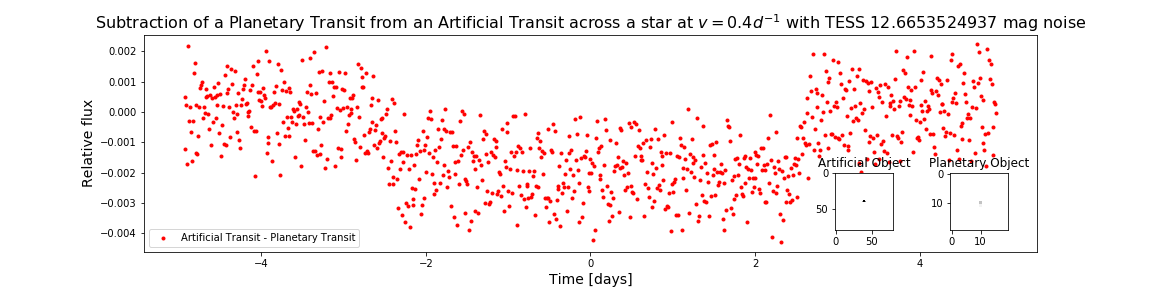 Subtraction of a Planetary Transit from an Artificial Transit across a star at v = 0.4d⁻¹ with TESS 12.6653524937 mag noise
Relative flux
0.002
0.001
0.000
−0.001
−0.002
−0.003
−0.004
Artificial Transit - Planetary Transit
Artificial Object
0
50
0 50
Planetary Object
0
10
0 10
−4 −2 0 2 4
Time [days]